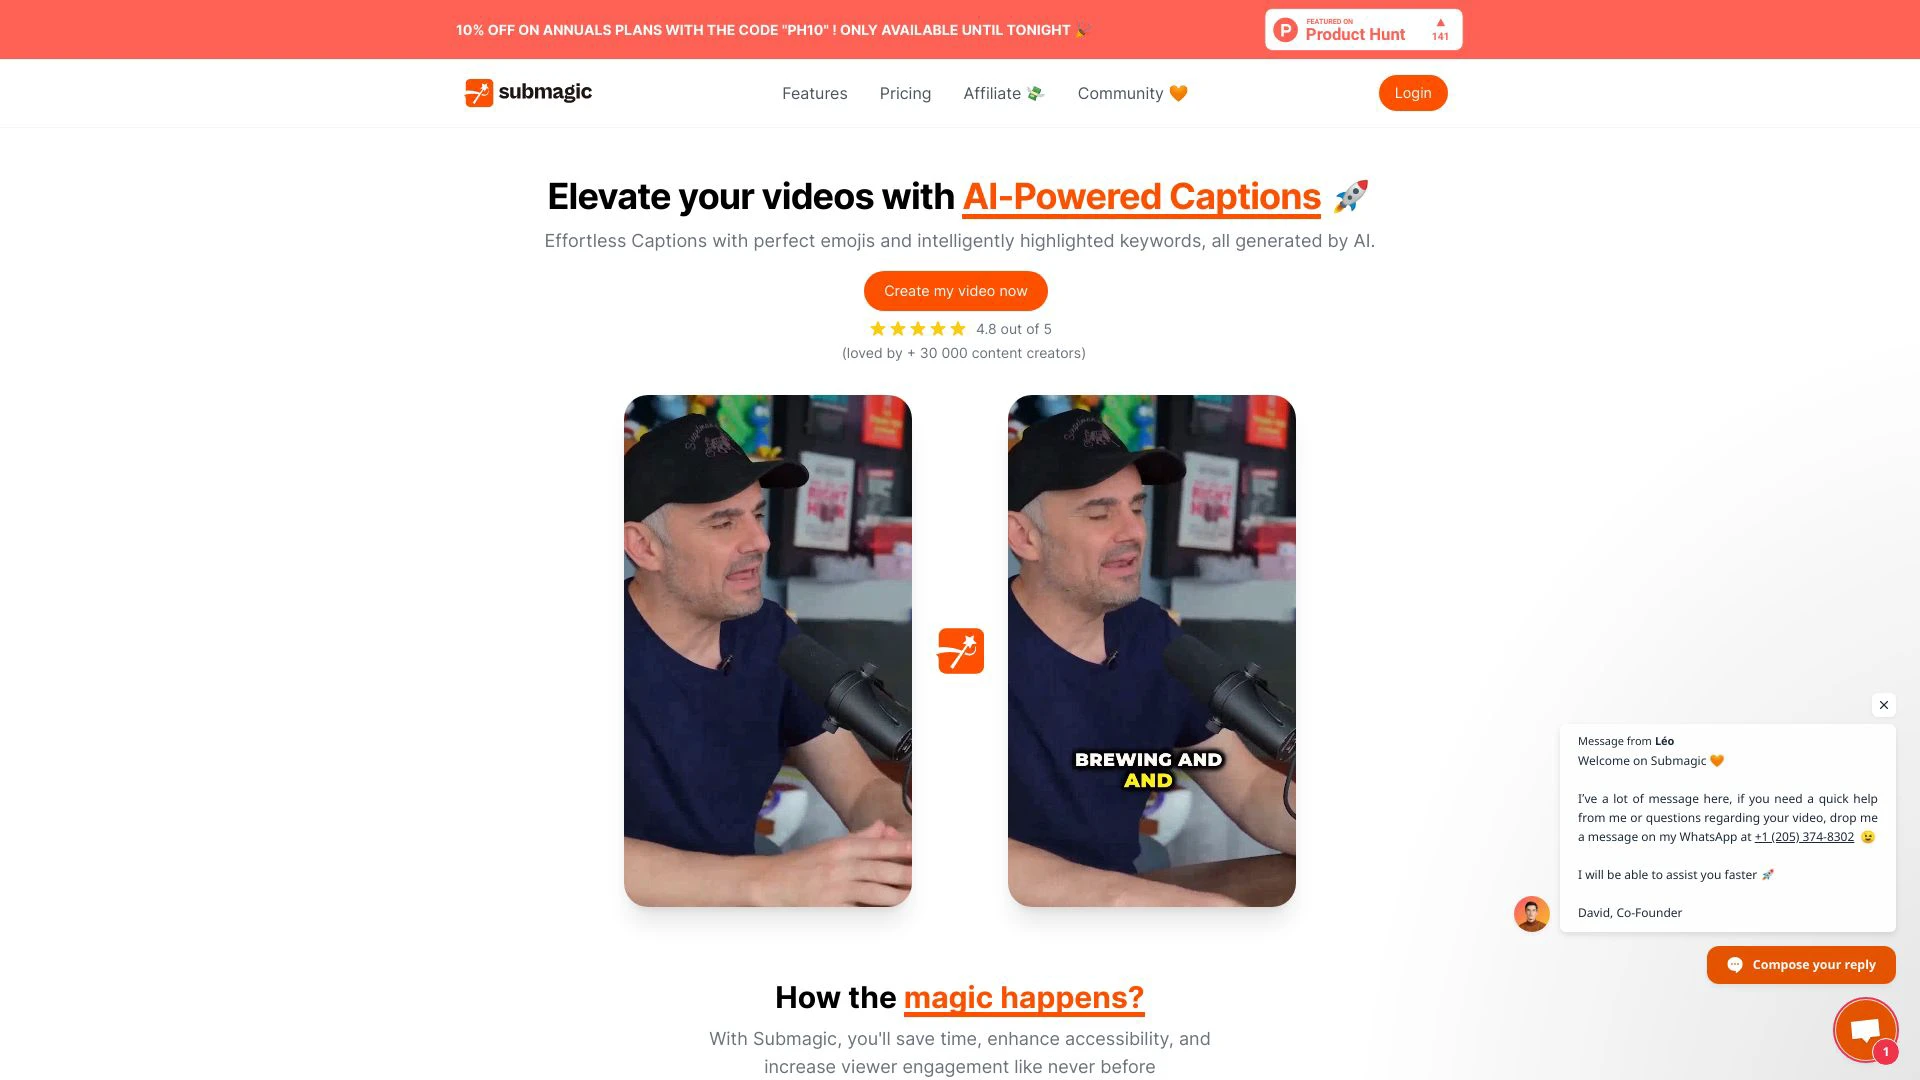 10% OFF ON ANNUALS PLANS WITH THE CODE "PH10" ! ONLY AVAILABLE UNTIL TONIGHT 🎉
FEATURED ON
Product Hunt
▲
141
submagic
Features
Pricing
Affiliate 💸
Community 🧡
Login
Elevate your videos with AI-Powered Captions 🚀
Effortless Captions with perfect emojis and intelligently highlighted keywords, all generated by AI.
Create my video now
4.8 out of 5
(loved by + 30 000 content creators)
RIGHT
BREWING AND
AND
How the magic happens?
With Submagic, you'll save time, enhance accessibility, and
increase viewer engagement like never before
Message from Léo
Welcome on Submagic 🧡
I've a lot of message here, if you need a quick help
from me or questions regarding your video, drop me
a message on my WhatsApp at +1 (205) 374-8302 😉
I will be able to assist you faster 🚀
David, Co-Founder
Compose your reply
1